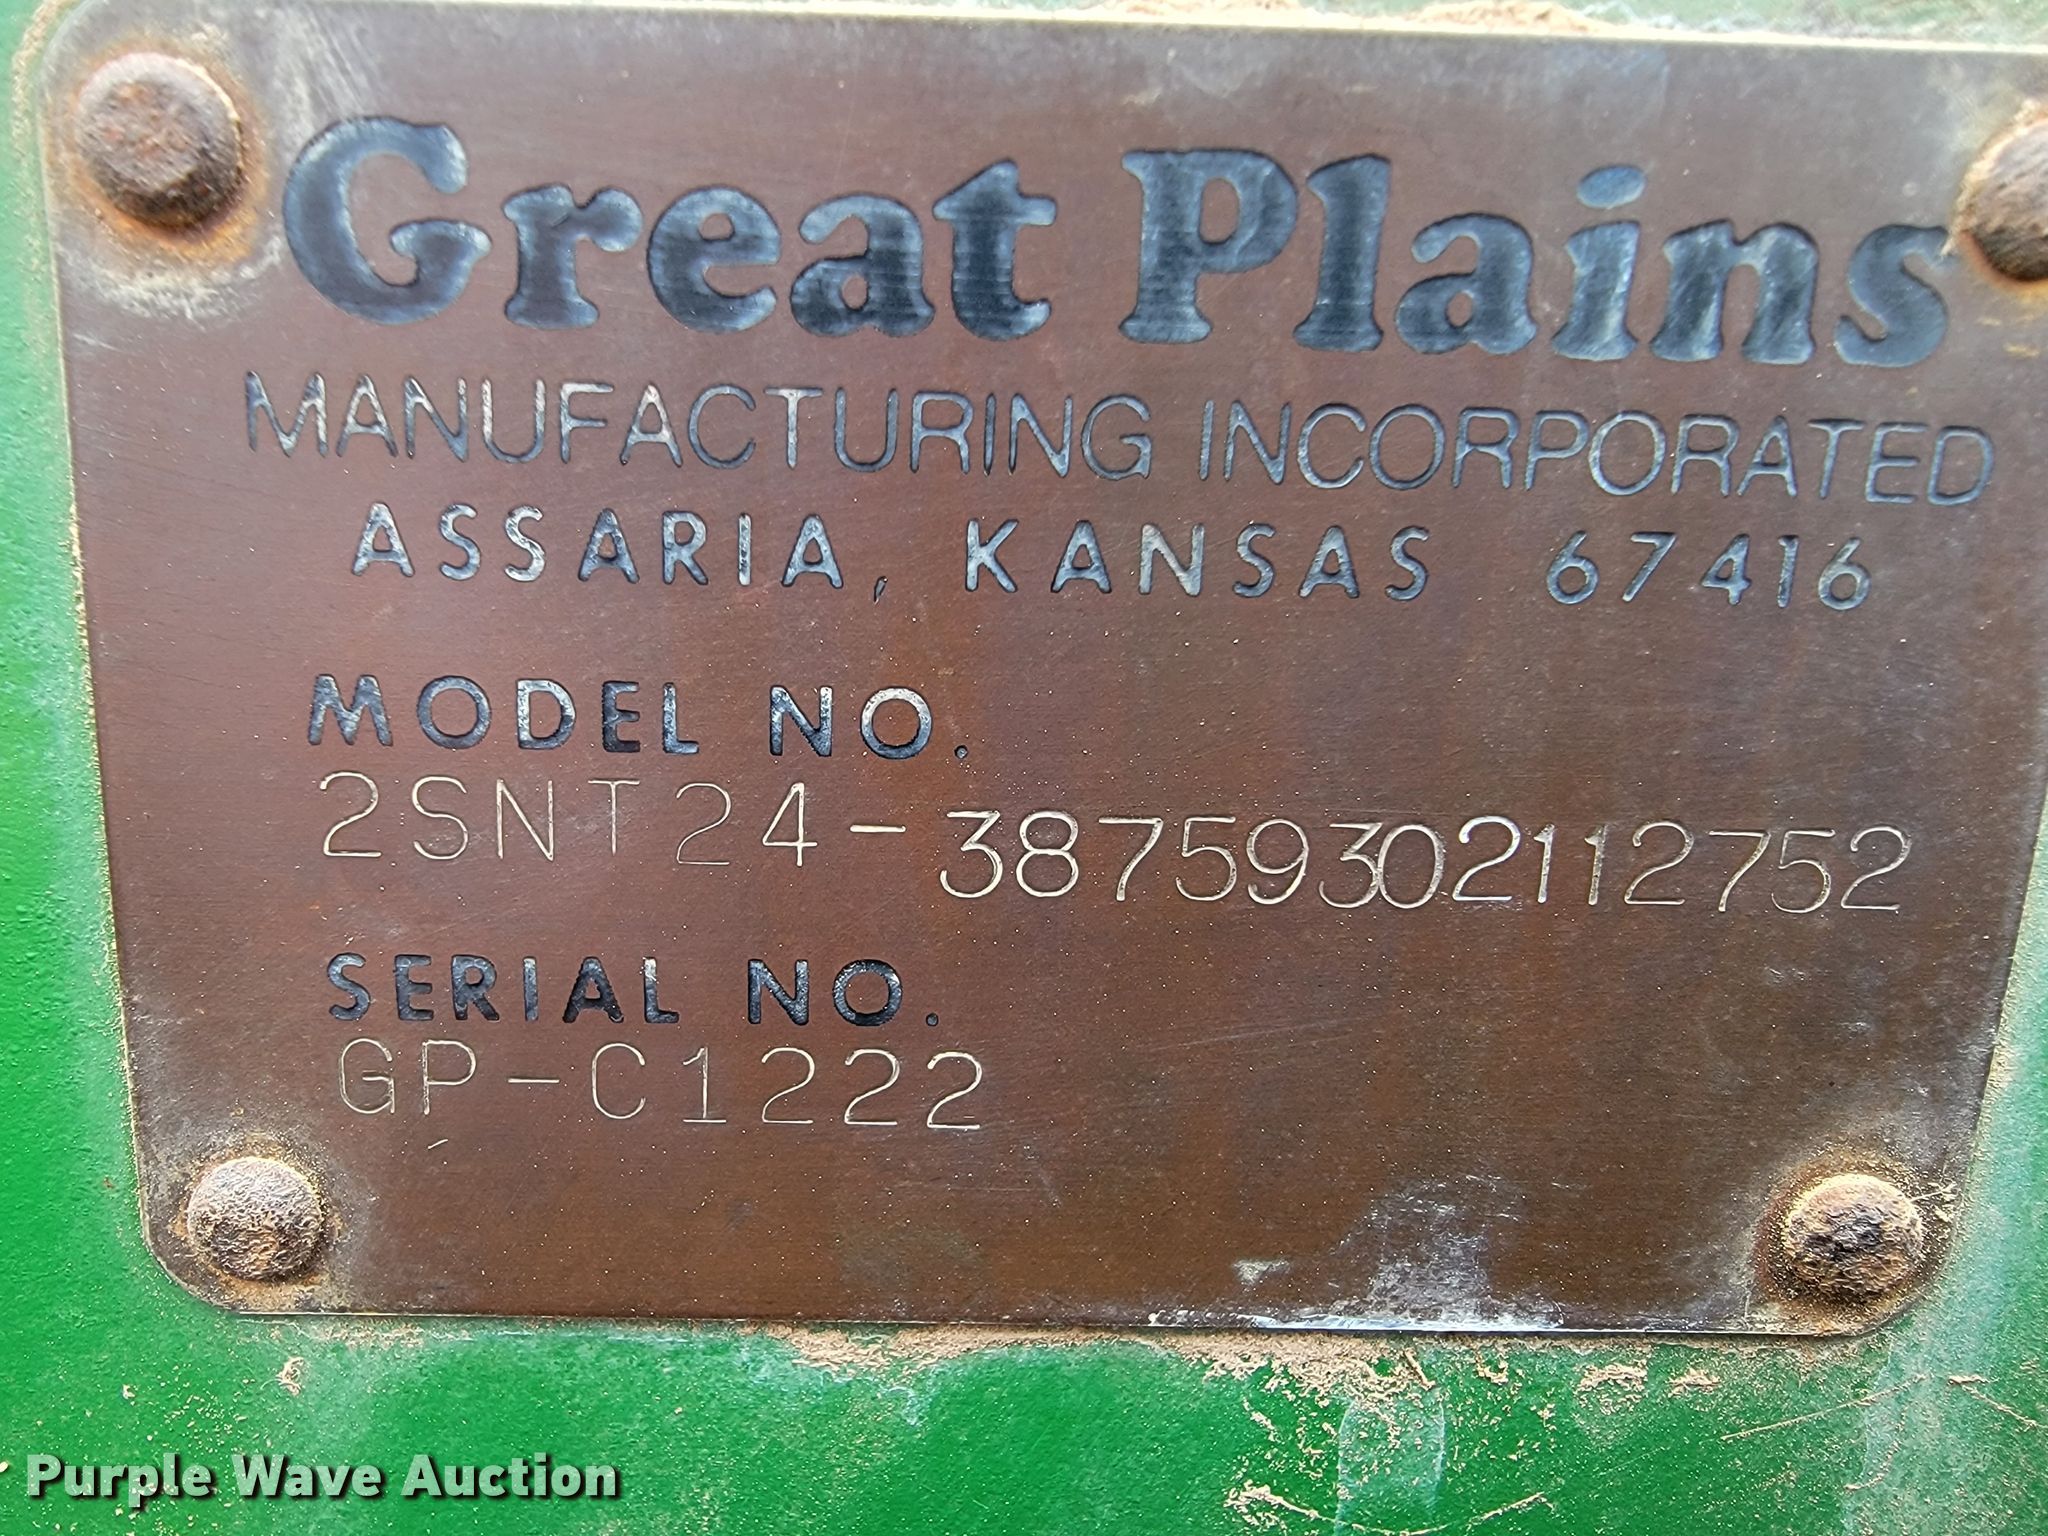 Great Plains
MANUFACTURING INCORPORATED
ASSARIA, KANSAS 67416
MODEL NO.
2SNT24-38759302112752
SERIAL NO.
GP-C1222
Purple Wave Auction